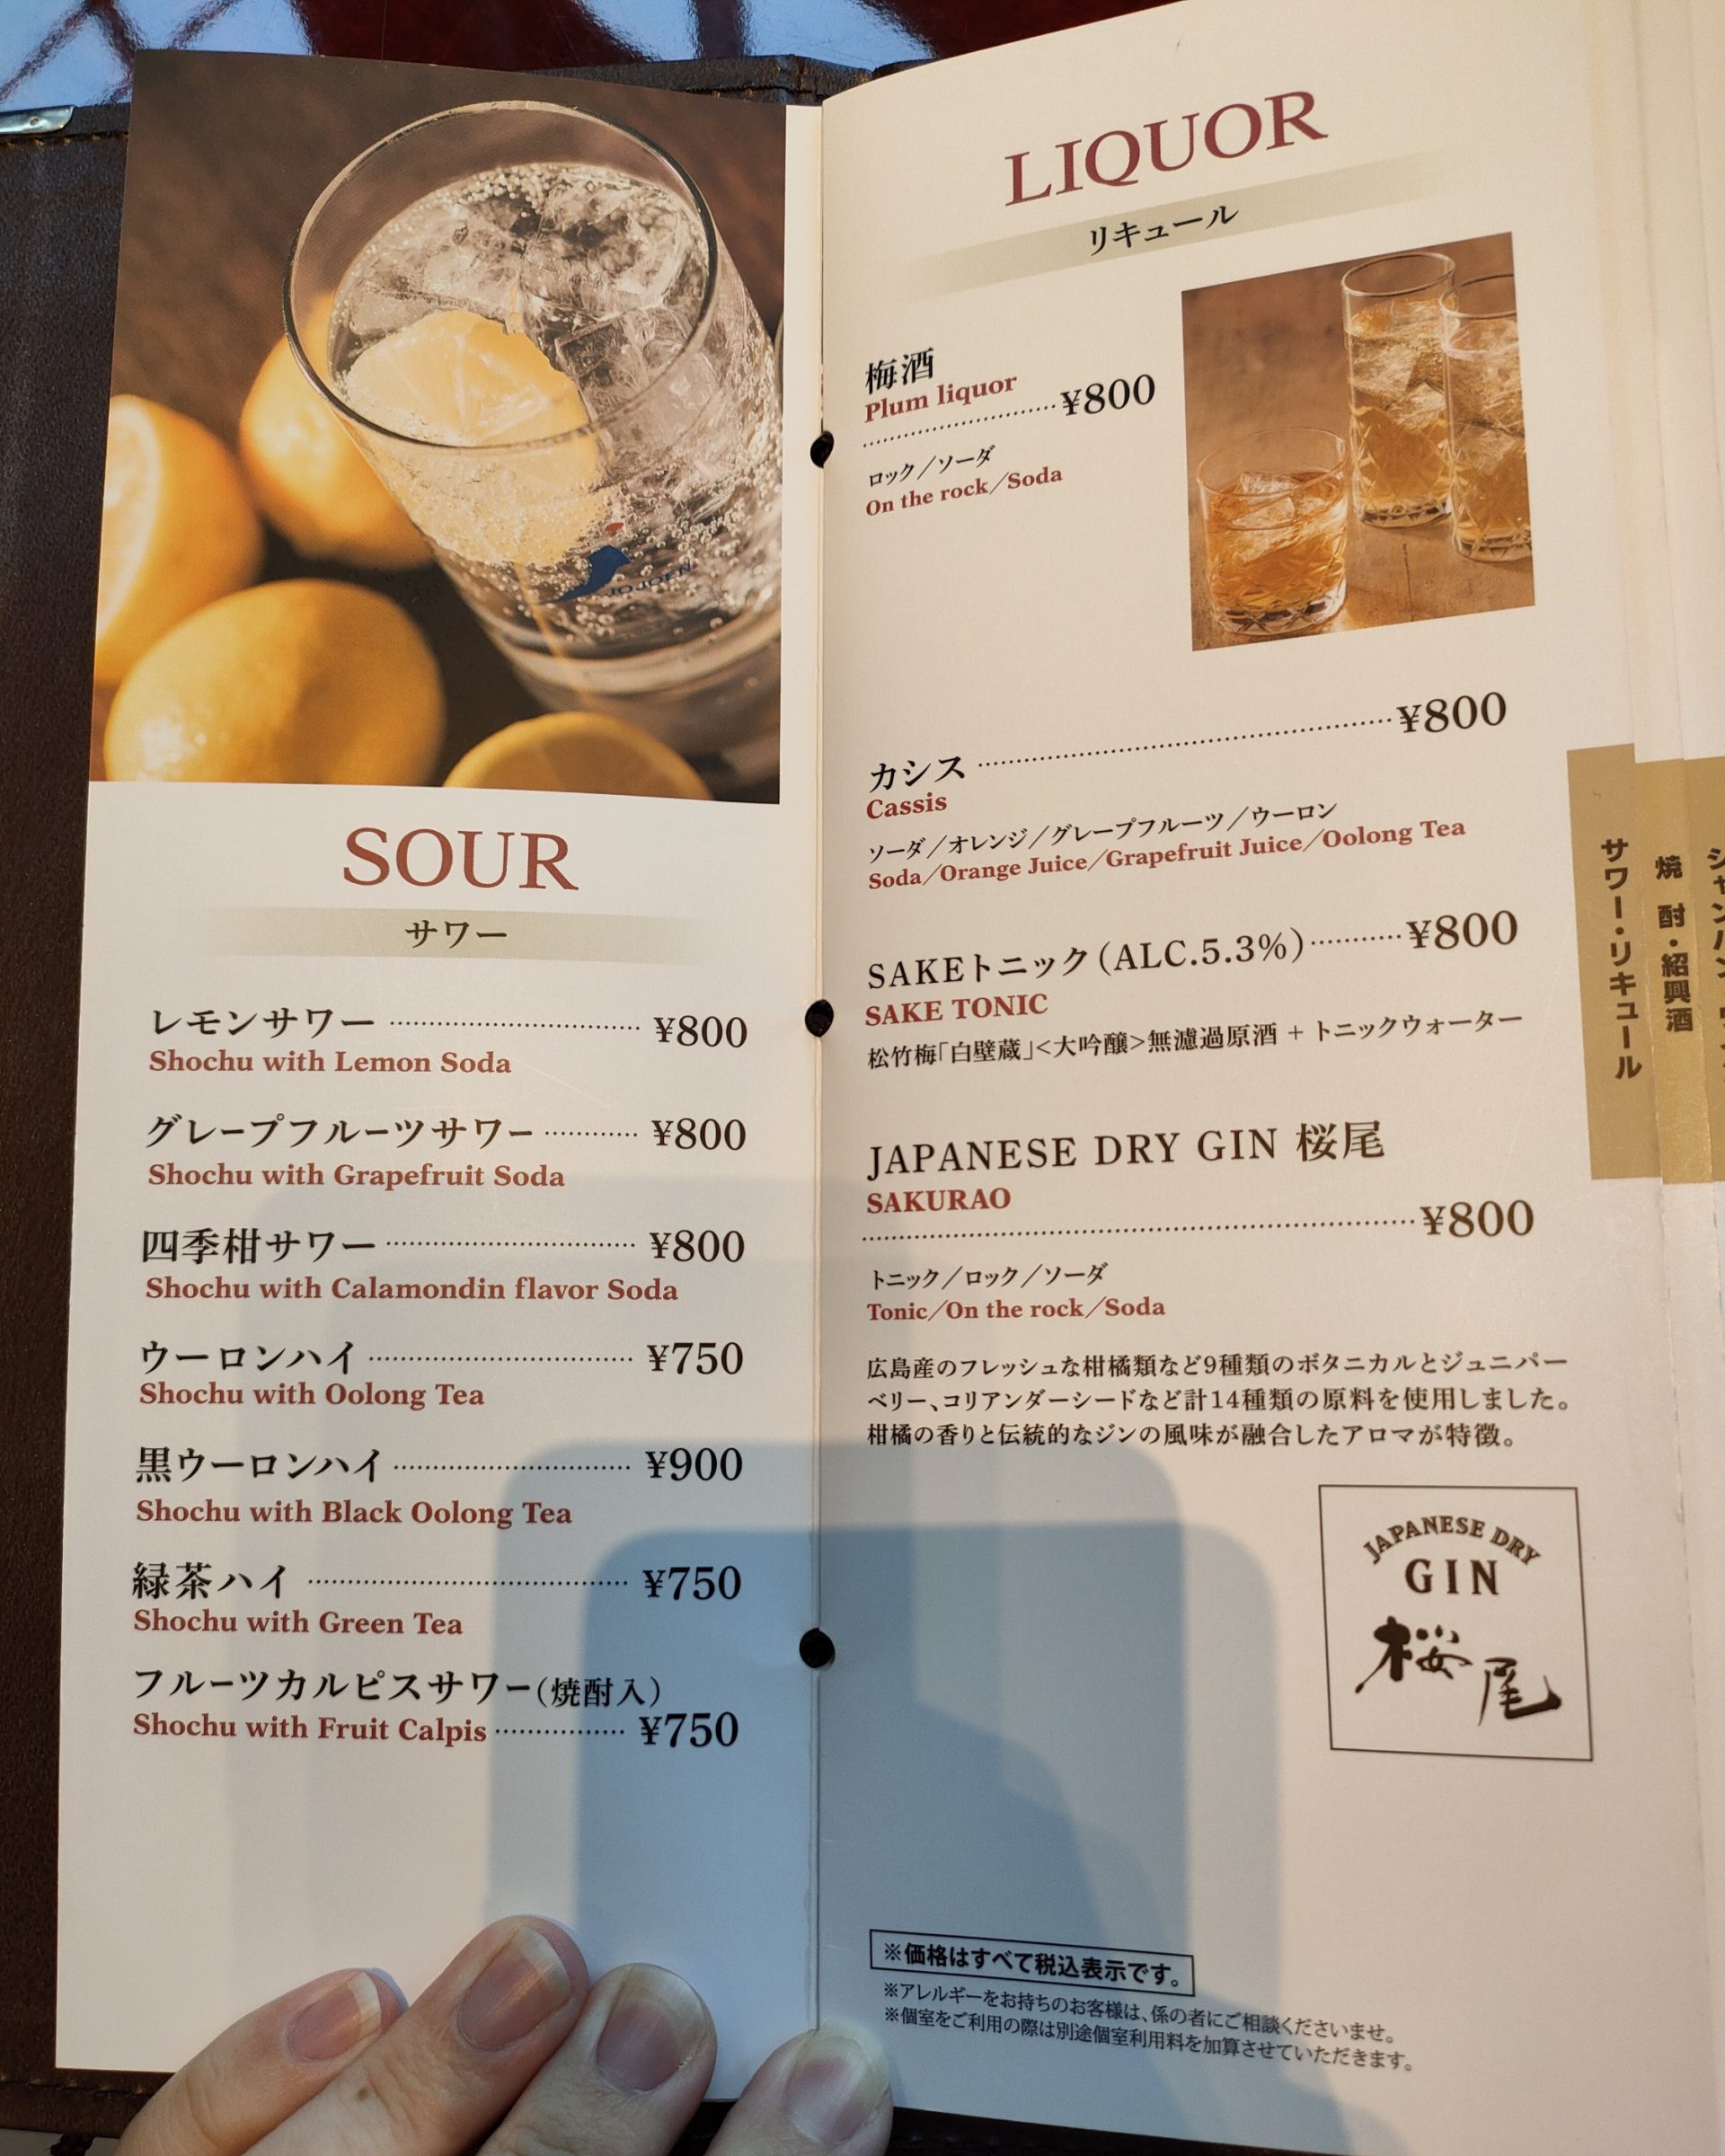 JOJOEN
SOUR
サワー
レモンサワー ¥800
Shochu with Lemon Soda
グレープフルーツサワー ¥800
Shochu with Grapefruit Soda
四季柑サワー ¥800
Shochu with Calamondin flavor Soda
ウーロンハイ ¥750
Shochu with Oolong Tea
黒ウーロンハイ ¥900
Shochu with Black Oolong Tea
緑茶ハイ ¥750
Shochu with Green Tea
フルーツカルピスサワー(焼酎入)
Shochu with Fruit Calpis ¥750
LIQUOR
リキュール
梅酒
Plum liquor ¥800
ロック／ソーダ
On the rock／Soda
カシス ¥800
Cassis
ソーダ／オレンジ／グレープフルーツ／ウーロン
Soda／Orange Juice／Grapefruit Juice／Oolong Tea
SAKEトニック(ALC.5.3%) ¥800
SAKE TONIC
松竹梅「白壁蔵」<大吟醸>無濾過原酒 + トニックウォーター
JAPANESE DRY GIN 桜尾
SAKURAO
¥800
トニック／ロック／ソーダ
Tonic／On the rock／Soda
広島産のフレッシュな柑橘類など9種類のボタニカルとジュニパー
ベリー、コリアンダーシードなど計14種類の原料を使用しました。
柑橘の香りと伝統的なジンの風味が融合したアロマが特徴。
JAPANESE DRY
GIN
桜尾
※価格はすべて税込表示です。
※アレルギーをお持ちのお客様は、係の者にご相談くださいませ。
※個室をご利用の際は別途個室利用料を加算させていただきます。
サワー・リキュール
焼酎・紹興酒